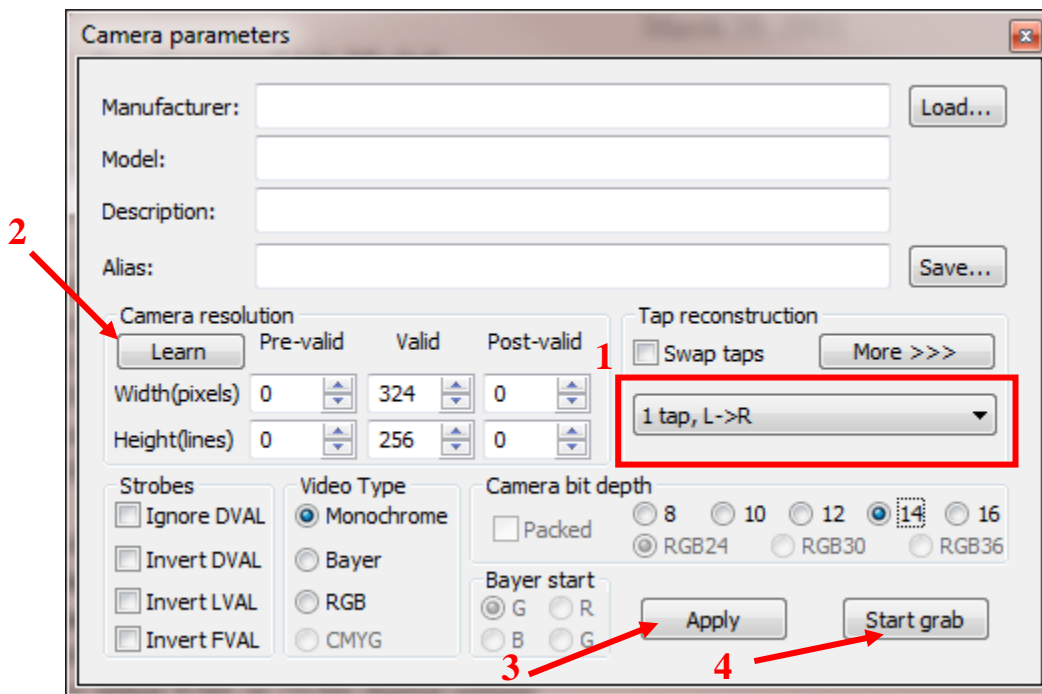 Camera parameters
Manufacturer:
Load...
Model:
Description:
2
Alias:
Save...
Camera resolution
Tap reconstruction
Learn
Pre-valid
Valid
Post-valid
1
Swap taps
More >>>
Width(pixels)
0
324
0
1 tap, L->R
Height(lines)
0
256
0
Strobes
Video Type
Camera bit depth
Ignore DVAL
Monochrome
Packed
8
10
12
14
16
RGB24
RGB30
RGB36
Invert DVAL
Bayer
Bayer start
Invert LVAL
RGB
G
R
Apply
Start grab
Invert FVAL
CMYG
B
G
3
4